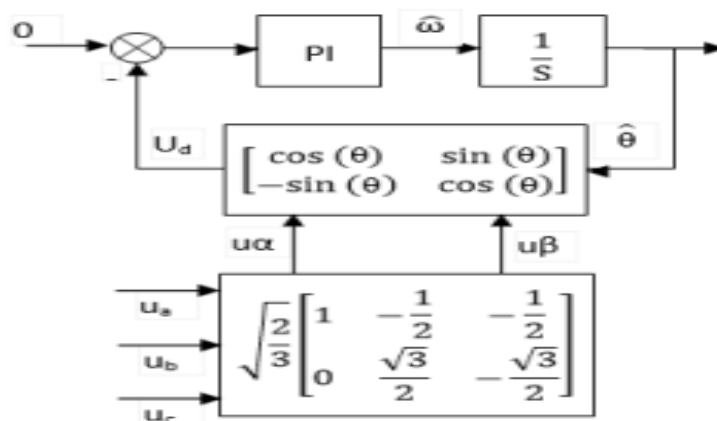 0
PI
ω̂
1/S
-
U_d
[cos (θ) sin (θ)
-sin (θ) cos (θ)]
θ̂
uα
uβ
u_a
u_b
u_c
√(2/3) [1 -1/2 -1/2
0 √3/2 -√3/2]